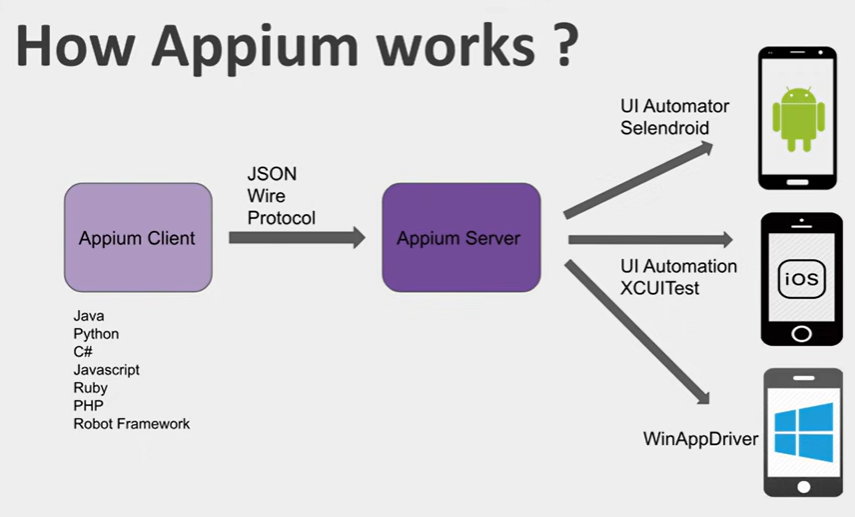 How Appium works ?
UI Automator
Selendroid
JSON
Wire
Protocol
Appium Client
Appium Server
UI Automation
XCUITest
iOS
Java
Python
C#
Javascript
Ruby
PHP
Robot Framework
WinAppDriver